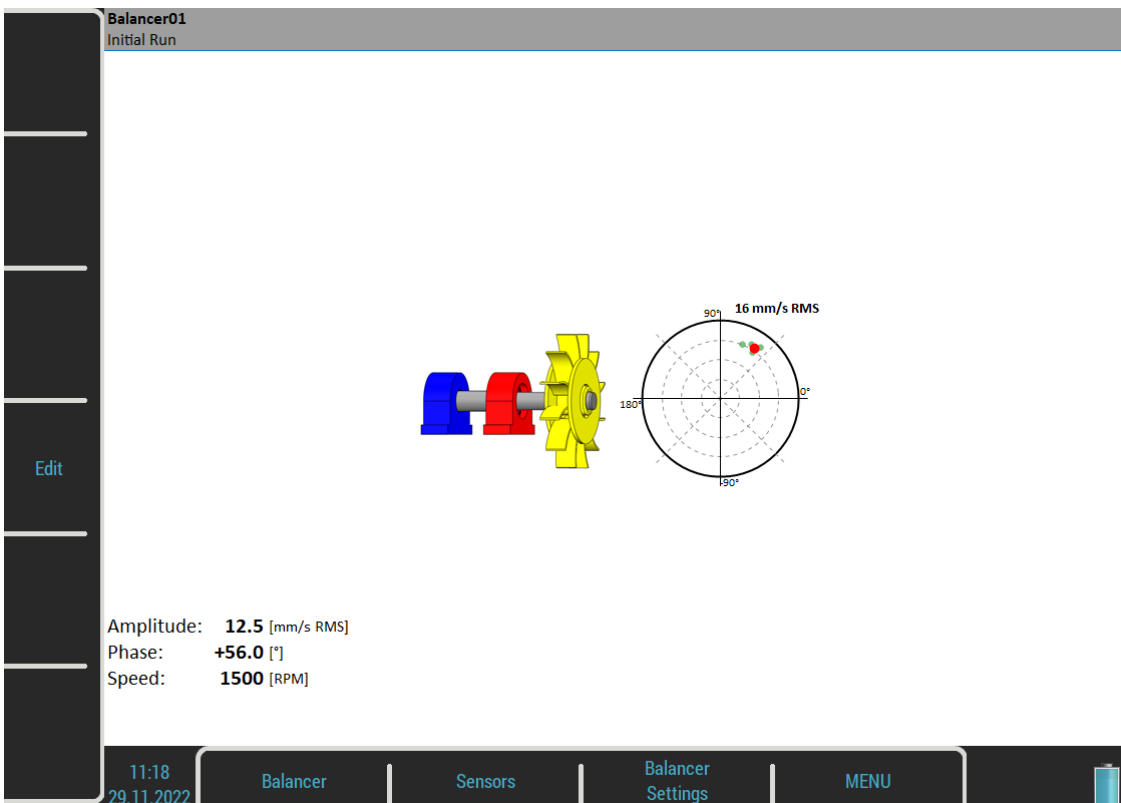 Balancer01
Initial Run
16 mm/s RMS
90°
0°
180°
-90°
Edit
Amplitude: 12.5 [mm/s RMS]
Phase: +56.0 [°]
Speed: 1500 [RPM]
11:18
29.11.2022
Balancer
Sensors
Balancer
Settings
MENU